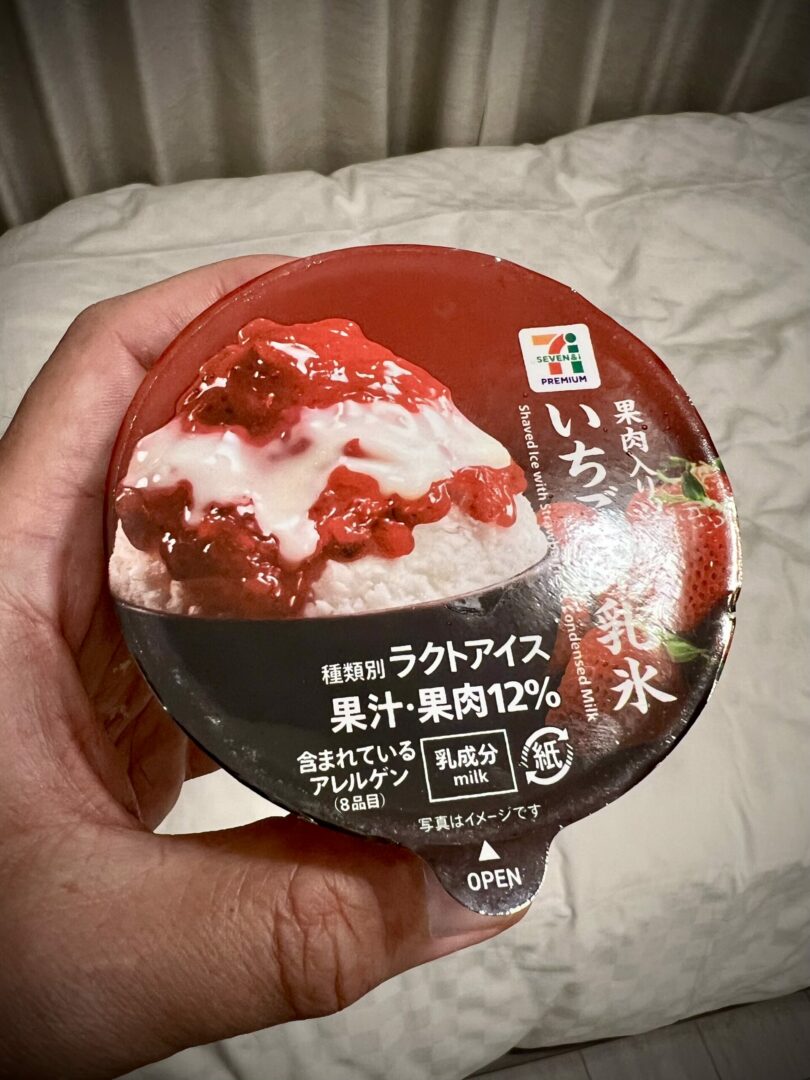 SEVEN&i
PREMIUM
果肉入り
いちご
乳氷
Shaved Ice with
Condensed Milk
種類別 ラクトアイス
果汁・果肉12%
含まれている
アレルゲン
(8品目)
乳成分
milk
紙
写真はイメージです
OPEN